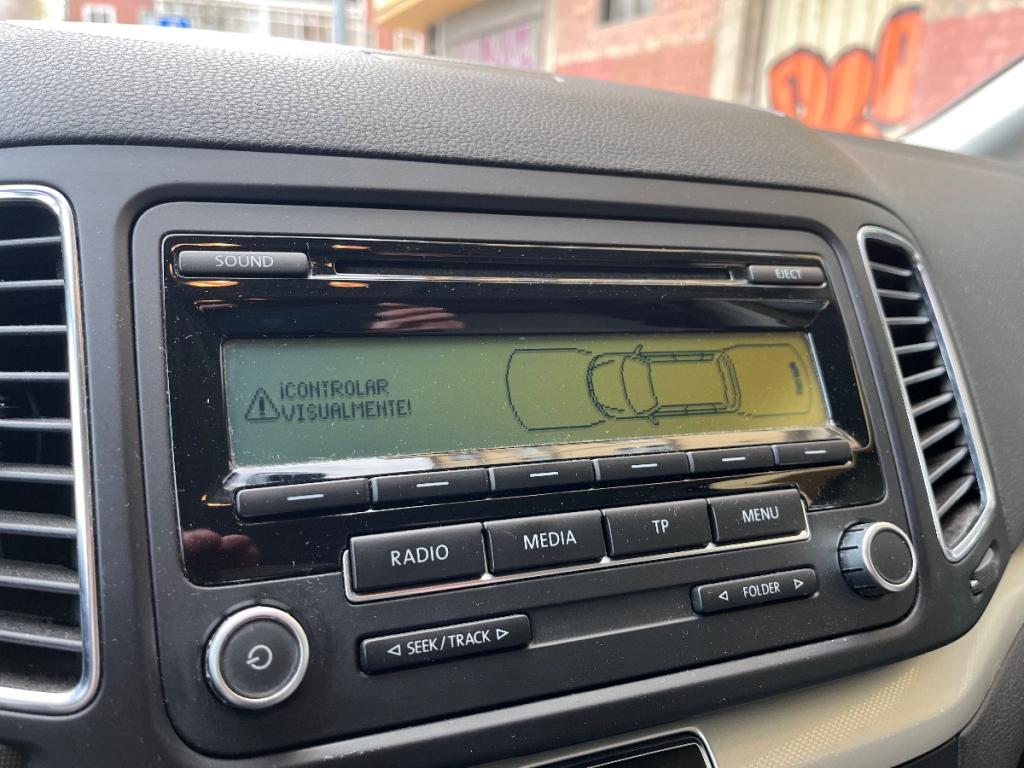 SOUND
EJECT
¡CONTROLAR
VISUALMENTE!
RADIO
MEDIA
TP
MENU
SEEK/TRACK
FOLDER